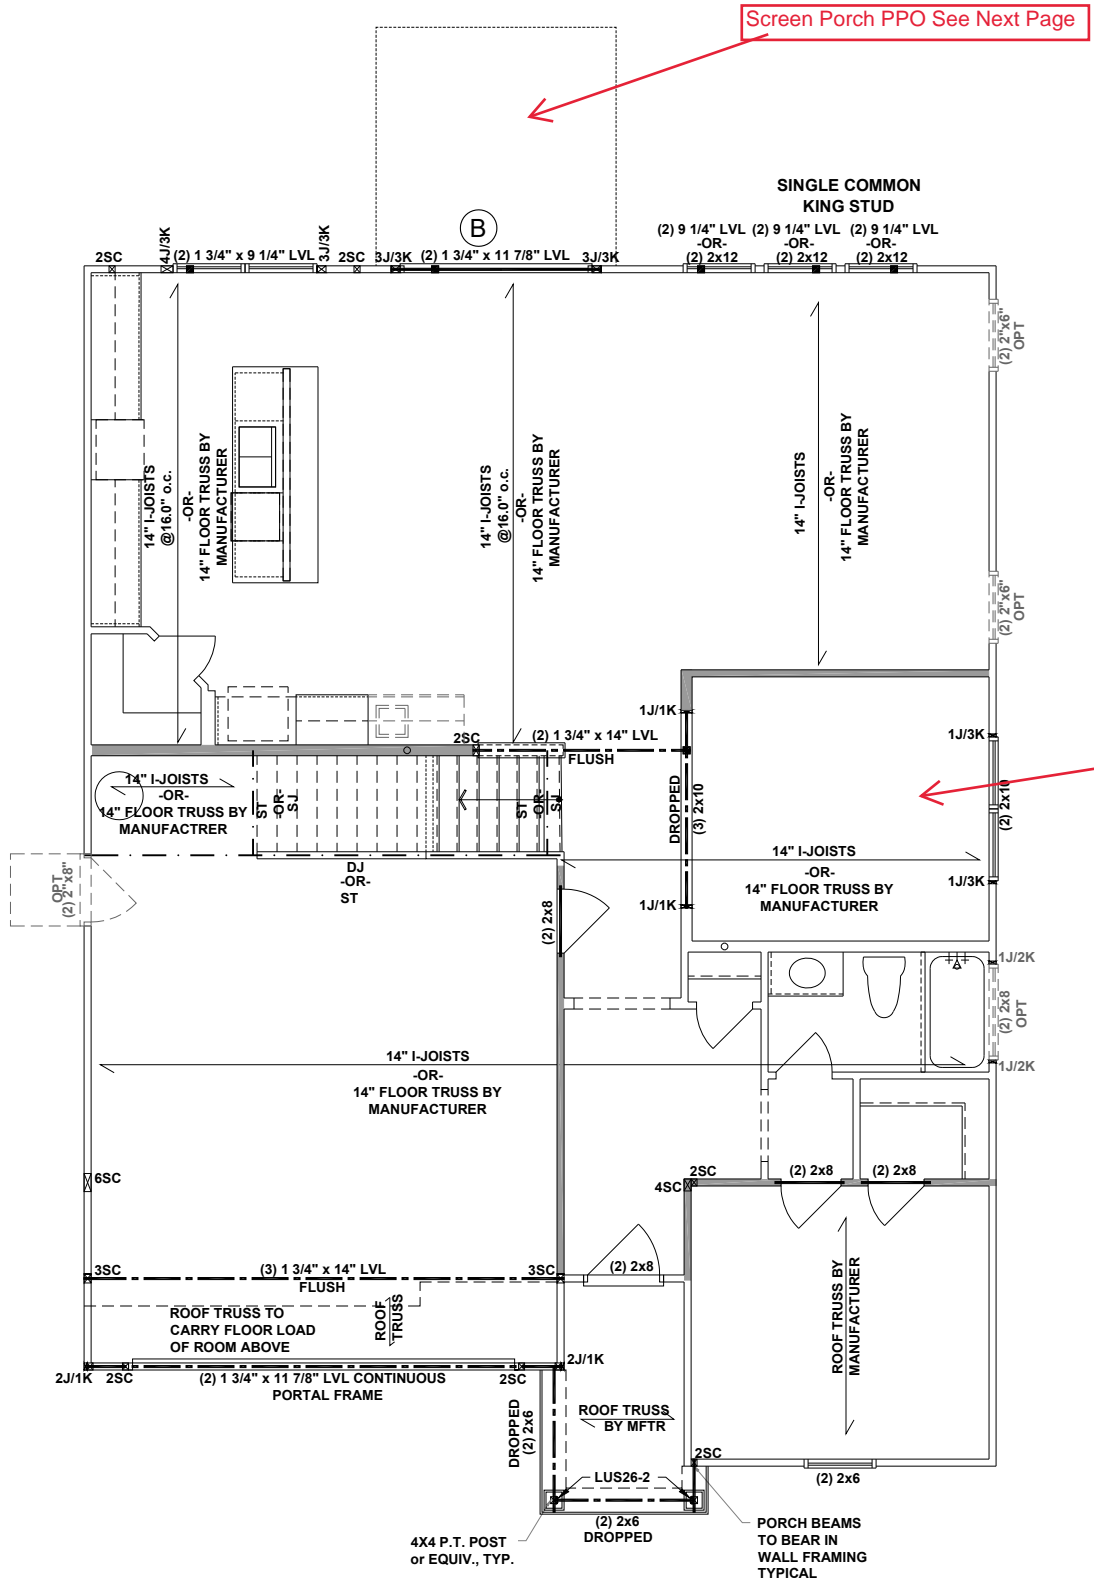 Screen Porch PPO See Next Page
SINGLE COMMON
KING STUD
B
2SC
4J/3K
(2) 1 3/4" x 9 1/4" LVL
3J/3K
2SC
3J/3K
(2) 1 3/4" x 11 7/8" LVL
3J/3K
(2) 9 1/4" LVL
-OR-
(2) 2x12
(2) 9 1/4" LVL
-OR-
(2) 2x12
(2) 9 1/4" LVL
-OR-
(2) 2x12
(2) 2"x6"
OPT
14" I-JOISTS
@16.0" o.c.
-OR-
14" FLOOR TRUSS BY
MANUFACTURER
14" I-JOISTS
@16.0" o.c.
-OR-
14" FLOOR TRUSS BY
MANUFACTURER
14" I-JOISTS
-OR-
14" FLOOR TRUSS BY
MANUFACTURER
(2) 2"x6"
OPT
1J/1K
2SC
(2) 1 3/4" x 14" LVL
FLUSH
1J/3K
DROPPED
(3) 2x10
(2) 2x10
14" I-JOISTS
-OR-
14" FLOOR TRUSS BY
MANUFACTRER
ST
-OR-
SJ
ST
-OR-
SJ
DJ
-OR-
ST
OPT
(2) 2"x8"
14" I-JOISTS
-OR-
14" FLOOR TRUSS BY
MANUFACTURER
1J/3K
1J/1K
(2) 2x8
1J/2K
(2) 2x8
OPT
1J/2K
14" I-JOISTS
-OR-
14" FLOOR TRUSS BY
MANUFACTURER
6SC
2SC
4SC
(2) 2x8
(2) 2x8
3SC
(3) 1 3/4" x 14" LVL
FLUSH
3SC
(2) 2x8
ROOF TRUSS TO
CARRY FLOOR LOAD
OF ROOM ABOVE
ROOF
TRUSS
ROOF TRUSS BY
MANUFACTURER
2J/1K
2SC
(2) 1 3/4" x 11 7/8" LVL CONTINUOUS
PORTAL FRAME
2SC
2J/1K
DROPPED
(2) 2x6
ROOF TRUSS
BY MFTR
2SC
LUS26-2
(2) 2x6
(2) 2x6
DROPPED
4X4 P.T. POST
or EQUIV., TYP.
PORCH BEAMS
TO BEAR IN
WALL FRAMING
TYPICAL